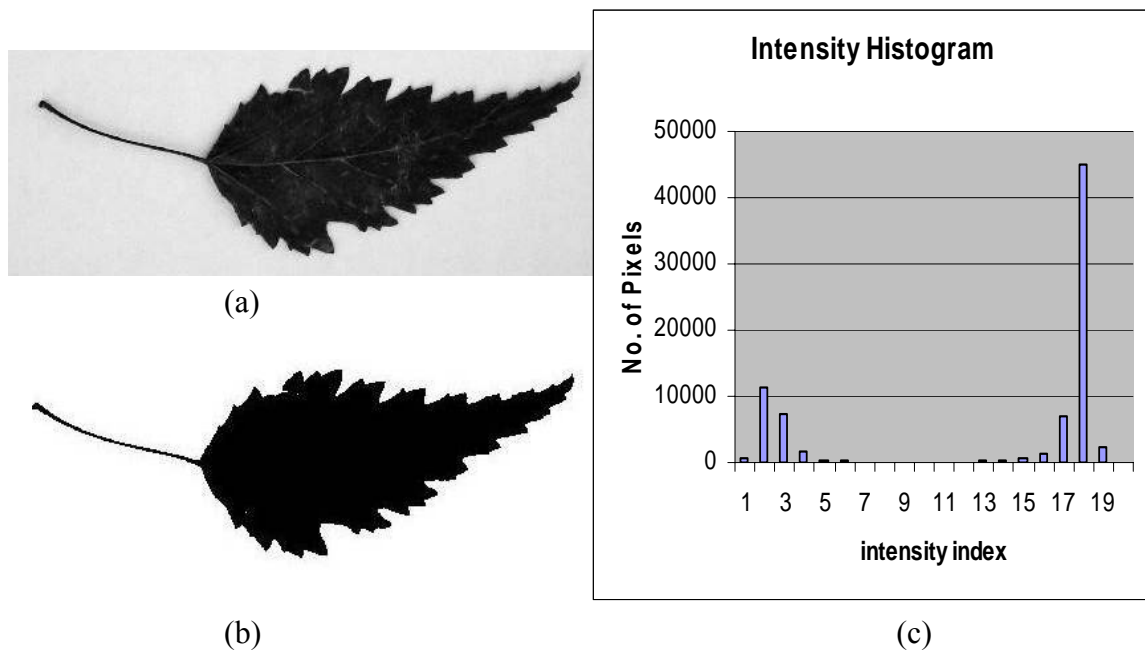 Intensity Histogram
50000
40000
30000
20000
10000
0
No. of Pixels
1 3 5 7 9 11 13 15 17 19
intensity index
(a)
(b)
(c)